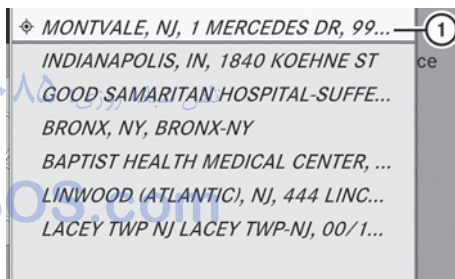 MONTVALE, NJ, 1 MERCEDES DR, 99... 1
INDIANAPOLIS, IN, 1840 KOEHNE ST ce
GOOD SAMARITAN HOSPITAL-SUFFE...
BRONX, NY, BRONX-NY
BAPTIST HEALTH MEDICAL CENTER, ...
LINWOOD (ATLANTIC), NJ, 444 LINC...
LACEY TWP NJ LACEY TWP-NJ, 00/1...